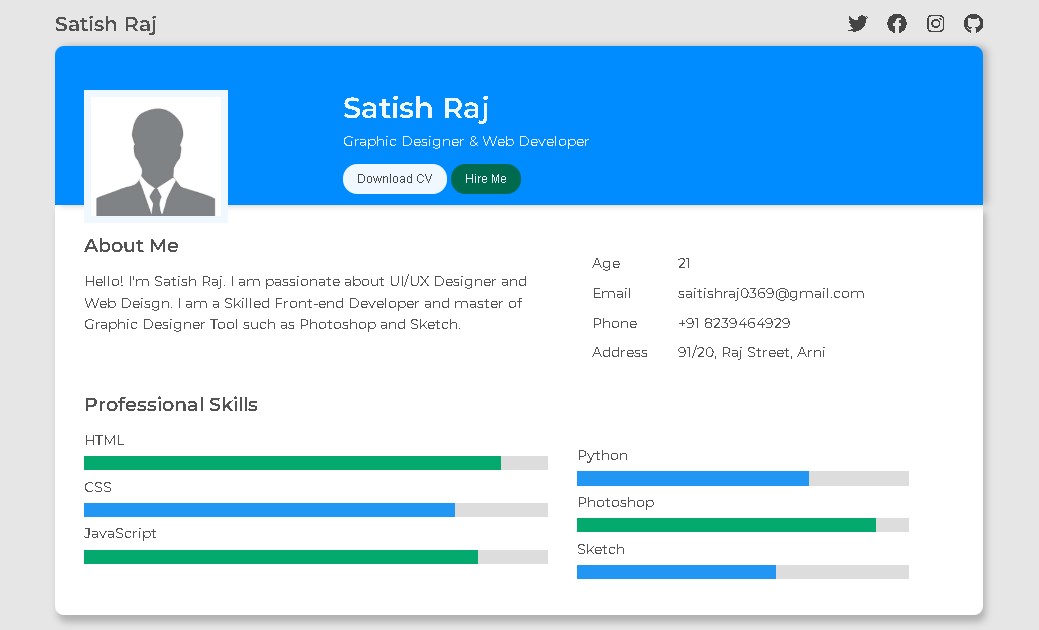 Satish Raj
Satish Raj
Graphic Designer & Web Developer
Download CV
Hire Me
About Me
Hello! I'm Satish Raj. I am passionate about UI/UX Designer and
Web Deisgn. I am a Skilled Front-end Developer and master of
Graphic Designer Tool such as Photoshop and Sketch.
Age 21
Email saitishraj0369@gmail.com
Phone +91 8239464929
Address 91/20, Raj Street, Arni
Professional Skills
HTML
CSS
JavaScript
Python
Photoshop
Sketch